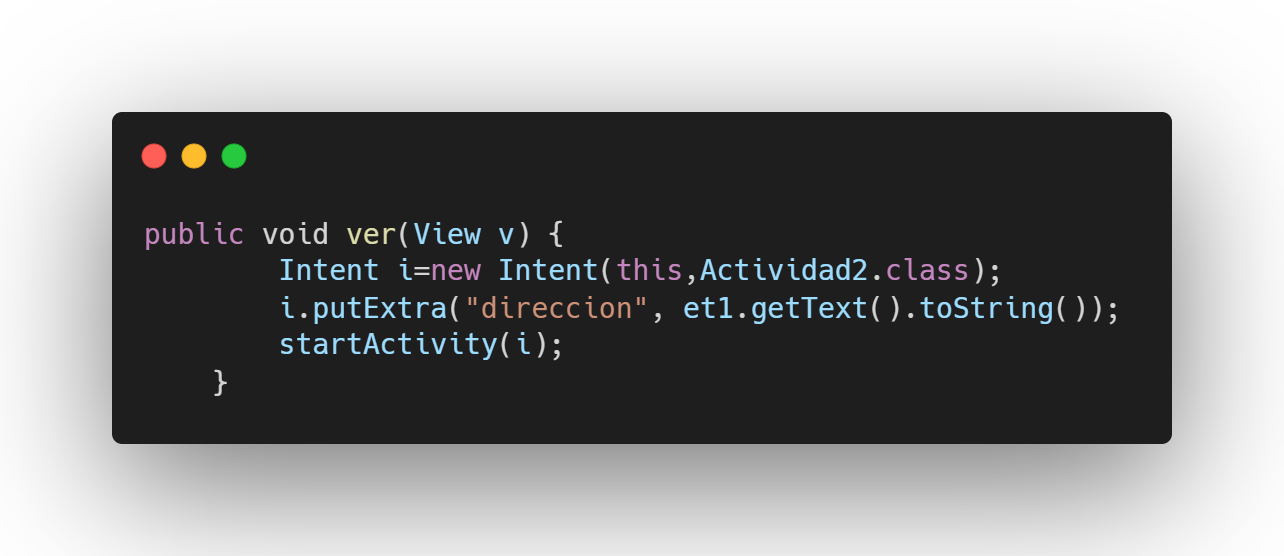 public void ver(View v) {
        Intent i=new Intent(this,Actividad2.class);
        i.putExtra("direccion", et1.getText().toString());
        startActivity(i);
    }